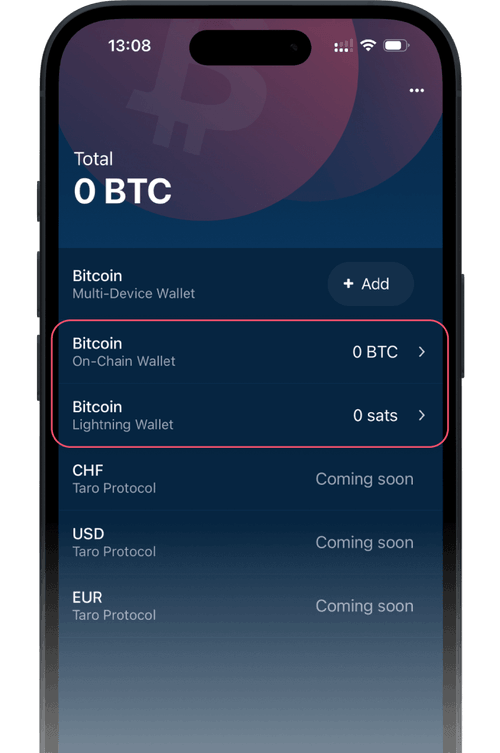 13:08
Total
0 BTC
Bitcoin
Multi-Device Wallet
+ Add
Bitcoin
On-Chain Wallet
0 BTC
Bitcoin
Lightning Wallet
0 sats
CHF
Taro Protocol
Coming soon
USD
Taro Protocol
Coming soon
EUR
Taro Protocol
Coming soon